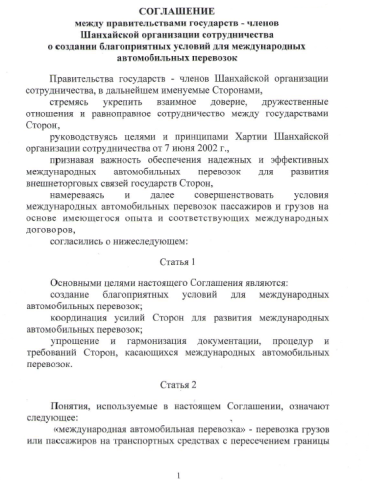 СОГЛАШЕНИЕ
между правительствами государств - членов
Шанхайской организации сотрудничества
о создании благоприятных условий для международных
автомобильных перевозок
Правительства государств - членов Шанхайской организации
сотрудничества, в дальнейшем именуемые Сторонами,
стремясь укрепить взаимное доверие, дружественные
отношения и равноправное сотрудничество между государствами
Сторон,
руководствуясь целями и принципами Хартии Шанхайской
организации сотрудничества от 7 июня 2002 г.,
признавая важность обеспечения надежных и эффективных
международных автомобильных перевозок для развития
внешнеторговых связей государств Сторон,
намереваясь и далее совершенствовать условия
международных автомобильных перевозок пассажиров и грузов на
основе имеющегося опыта и соответствующих международных
договоров,
согласились о нижеследующем:
Статья 1
Основными целями настоящего Соглашения являются:
создание благоприятных условий для международных
автомобильных перевозок;
координация усилий Сторон для развития международных
автомобильных перевозок;
упрощение и гармонизация документации, процедур и
требований Сторон, касающихся международных автомобильных
перевозок.
Статья 2
Понятия, используемые в настоящем Соглашении, означают
следующее:
«международная автомобильная перевозка» - перевозка грузов
или пассажиров на транспортных средствах с пересечением границы
1